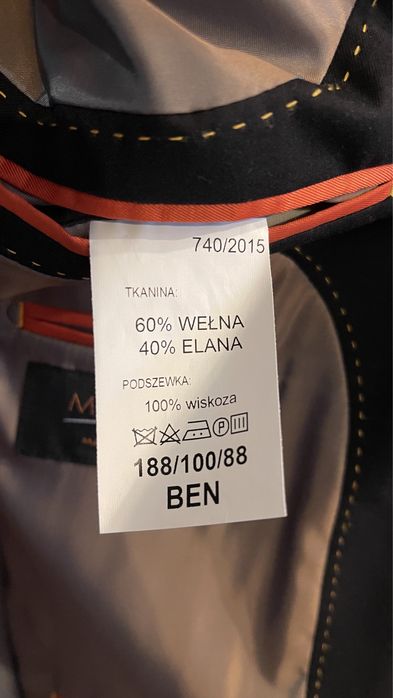 740/2015
TKANINA:
60% WEŁNA
40% ELANA
PODSZEWKA:
100% wiskoza
P
188/100/88
BEN
M